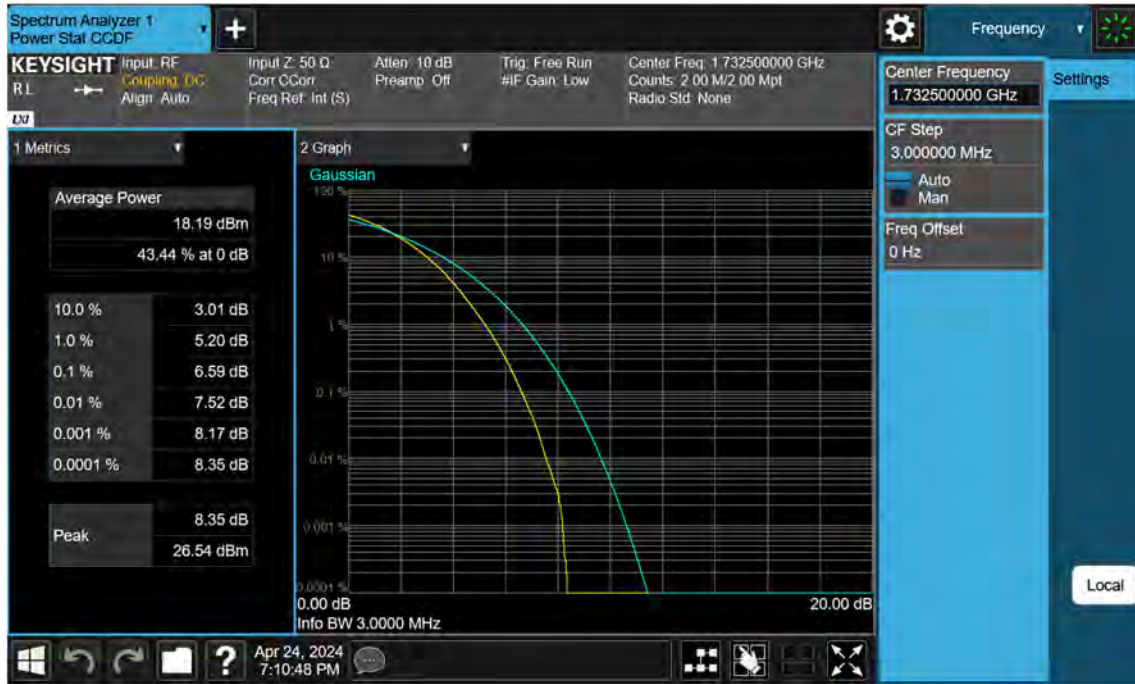 Spectrum Analyzer 1
Power Stat CCDF
+
Frequency
KEYSIGHT
RL
LXI
Input: RF
Coupling: DC
Align: Auto
Input Z: 50 Ω
Corr CCorr
Freq Ref: Int (S)
Atten: 10 dB
Preamp: Off
Trig: Free Run
#IF Gain: Low
Center Freq: 1.732500000 GHz
Counts: 2.00 M/2.00 Mpt
Radio Std: None
Center Frequency
1.732500000 GHz
Settings
CF Step
3.000000 MHz
Auto
Man
Freq Offset
0 Hz
1 Metrics
Average Power
18.19 dBm
43.44 % at 0 dB
10.0 % 3.01 dB
1.0 % 5.20 dB
0.1 % 6.59 dB
0.01 % 7.52 dB
0.001 % 8.17 dB
0.0001 % 8.35 dB
Peak
8.35 dB
26.54 dBm
2 Graph
Gaussian
100 %
10 %
1 %
0.1 %
0.01 %
0.001 %
0.0001 %
0.00 dB
20.00 dB
Info BW 3.0000 MHz
Local
?
Apr 24, 2024
7:10:48 PM